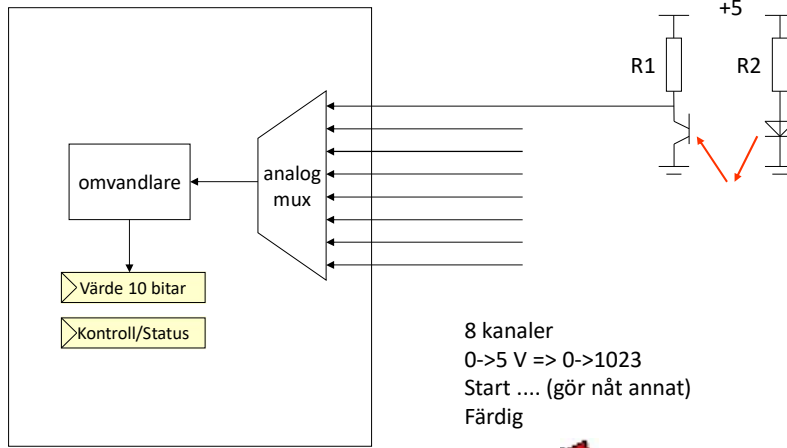 +5
R1
R2
analog
mux
omvandlare
Värde 10 bitar
Kontroll/Status
8 kanaler
0->5 V => 0->1023
Start .... (gör nåt annat)
Färdig